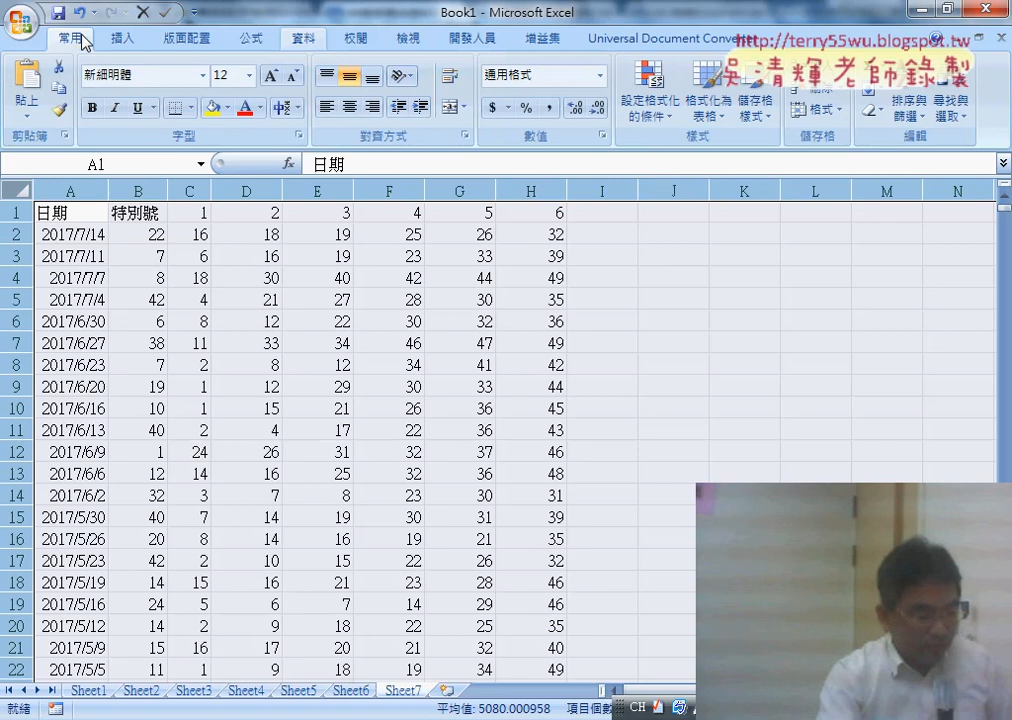 Book1 - Microsoft Excel
常用 插入 版面配置 公式 資料 校閱 檢視 開發人員 增益集 Universal Document Convert
http://terry55wu.blogspot.tw
吳清輝老師錄製
貼上 新細明體 12 A A 通用格式 設定格式化的條件 格式化為表格 儲存格樣式 格式 排序與篩選 尋找與選取
B I U A 中 $ % ,
剪貼簿 字型 對齊方式 數值 樣式 儲存格 編輯
A1 fx 日期
A B C D E F G H I J K L M N
1 日期 特別號 1 2 3 4 5 6
2 2017/7/14 22 16 18 19 25 26 32
3 2017/7/11 7 6 16 19 23 33 39
4 2017/7/7 8 18 30 40 42 44 49
5 2017/7/4 42 4 21 27 28 30 35
6 2017/6/30 6 8 12 22 30 32 36
7 2017/6/27 38 11 33 34 46 47 49
8 2017/6/23 7 2 8 12 34 41 42
9 2017/6/20 19 1 12 29 30 33 44
10 2017/6/16 10 1 15 21 26 36 45
11 2017/6/13 40 2 4 17 22 36 43
12 2017/6/9 1 24 26 31 32 37 46
13 2017/6/6 12 14 16 25 32 36 48
14 2017/6/2 32 3 7 8 23 30 31
15 2017/5/30 40 7 14 19 30 31 39
16 2017/5/26 20 8 14 16 19 21 35
17 2017/5/23 42 2 10 15 22 26 32
18 2017/5/19 14 15 16 21 23 28 46
19 2017/5/16 24 5 6 7 14 29 46
20 2017/5/12 14 2 9 18 22 25 35
21 2017/5/9 15 16 17 20 21 32 40
22 2017/5/5 11 1 9 18 19 34 49
Sheet1 Sheet2 Sheet3 Sheet4 Sheet5 Sheet6 Sheet7
就緒 平均值: 5080.000958 項目個數 CH